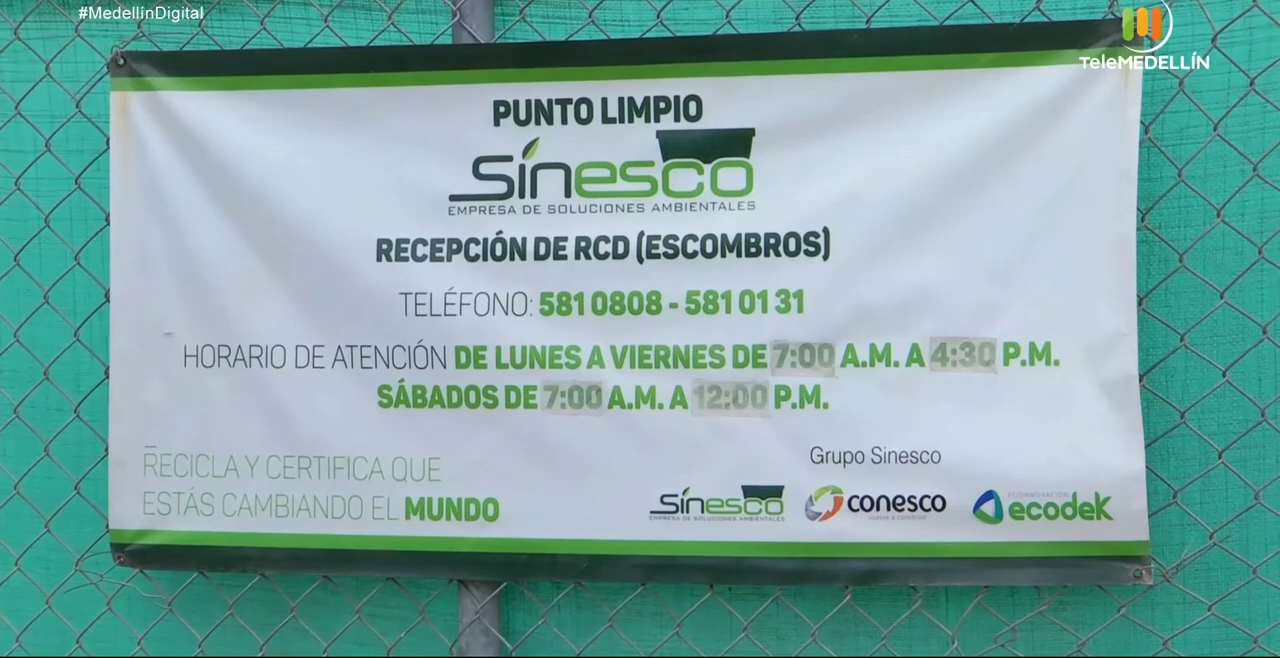 #MedellínDigital
TeleMEDELLÍN
PUNTO LIMPIO
Sinesco
EMPRESA DE SOLUCIONES AMBIENTALES
RECEPCIÓN DE RCD (ESCOMBROS)
TELÉFONO: 581 0808 - 581 01 31
HORARIO DE ATENCIÓN DE LUNES A VIERNES DE 7:00 A.M. A 4:30 P.M.
SÁBADOS DE 7:00 A.M. A 12:00 P.M.
RECICLA Y CERTIFICA QUE
ESTÁS CAMBIANDO EL MUNDO
Grupo Sinesco
Sinesco
EMPRESA DE SOLUCIONES AMBIENTALES
conesco
ecodek